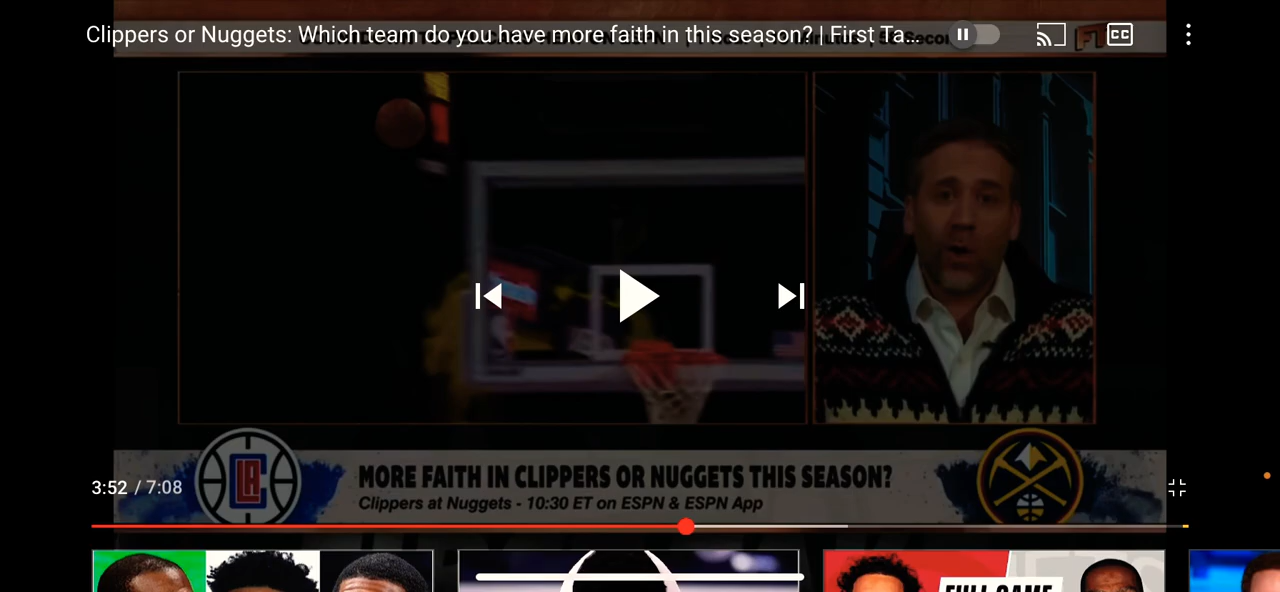 Clippers or Nuggets: Which team do you have more faith in this season? | First Ta...
CC
LA
MORE FAITH IN CLIPPERS OR NUGGETS THIS SEASON?
Clippers at Nuggets - 10:30 ET on ESPN & ESPN App
3:52 / 7:08
FULL GAME